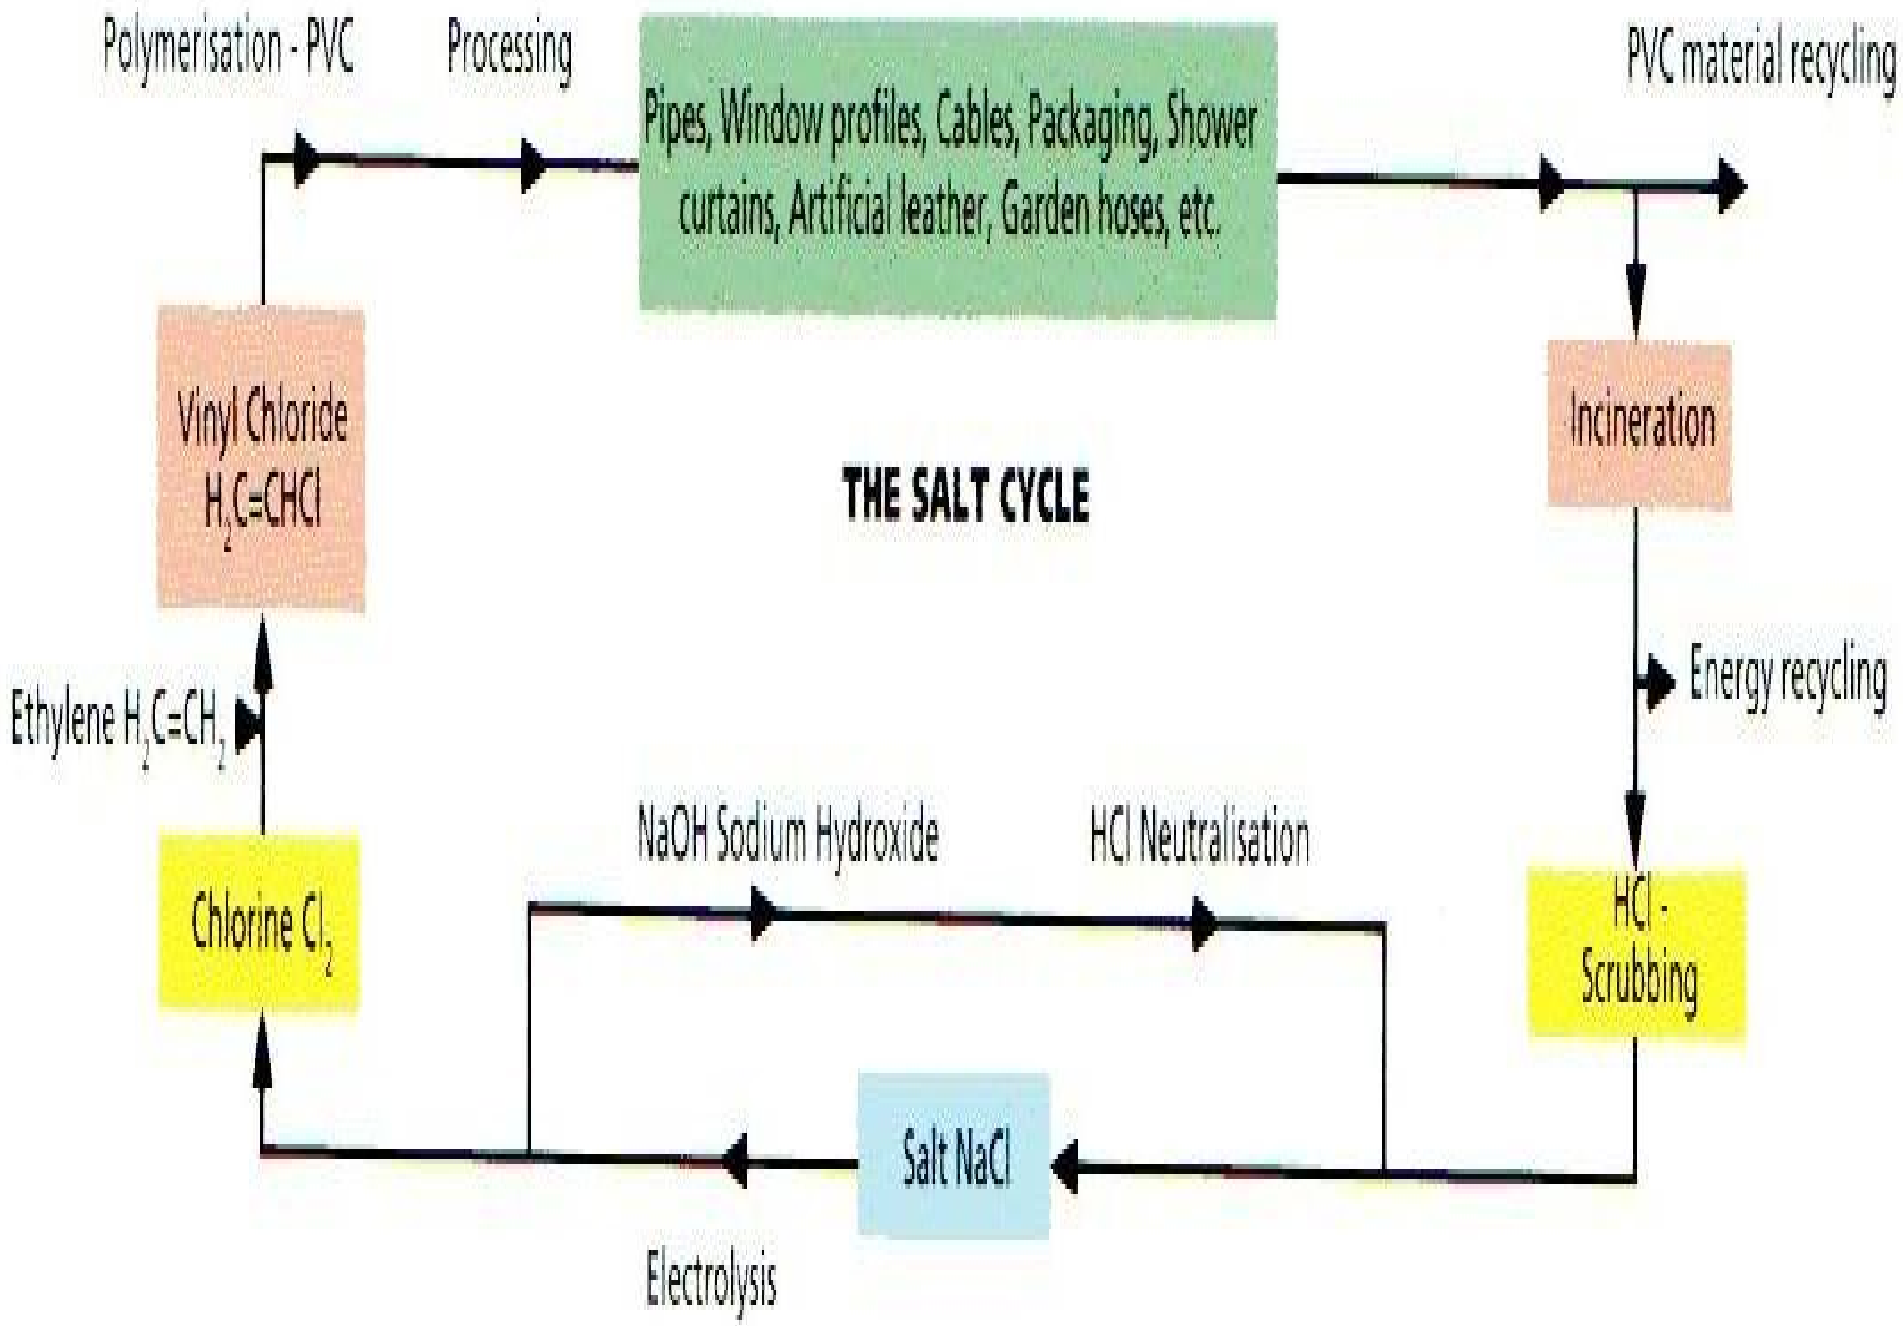 Polymerisation - PVC
Processing
Pipes, Window profiles, Cables, Packaging, Shower
curtains, Artificial leather, Garden hoses, etc.
PVC material recycling
Vinyl Chloride
H₂C=CHCl
THE SALT CYCLE
Incineration
Ethylene H₂C=CH₂
Energy recycling
NaOH Sodium Hydroxide
HCl Neutralisation
Chlorine Cl₂
HCl -
Scrubbing
Salt NaCl
Electrolysis